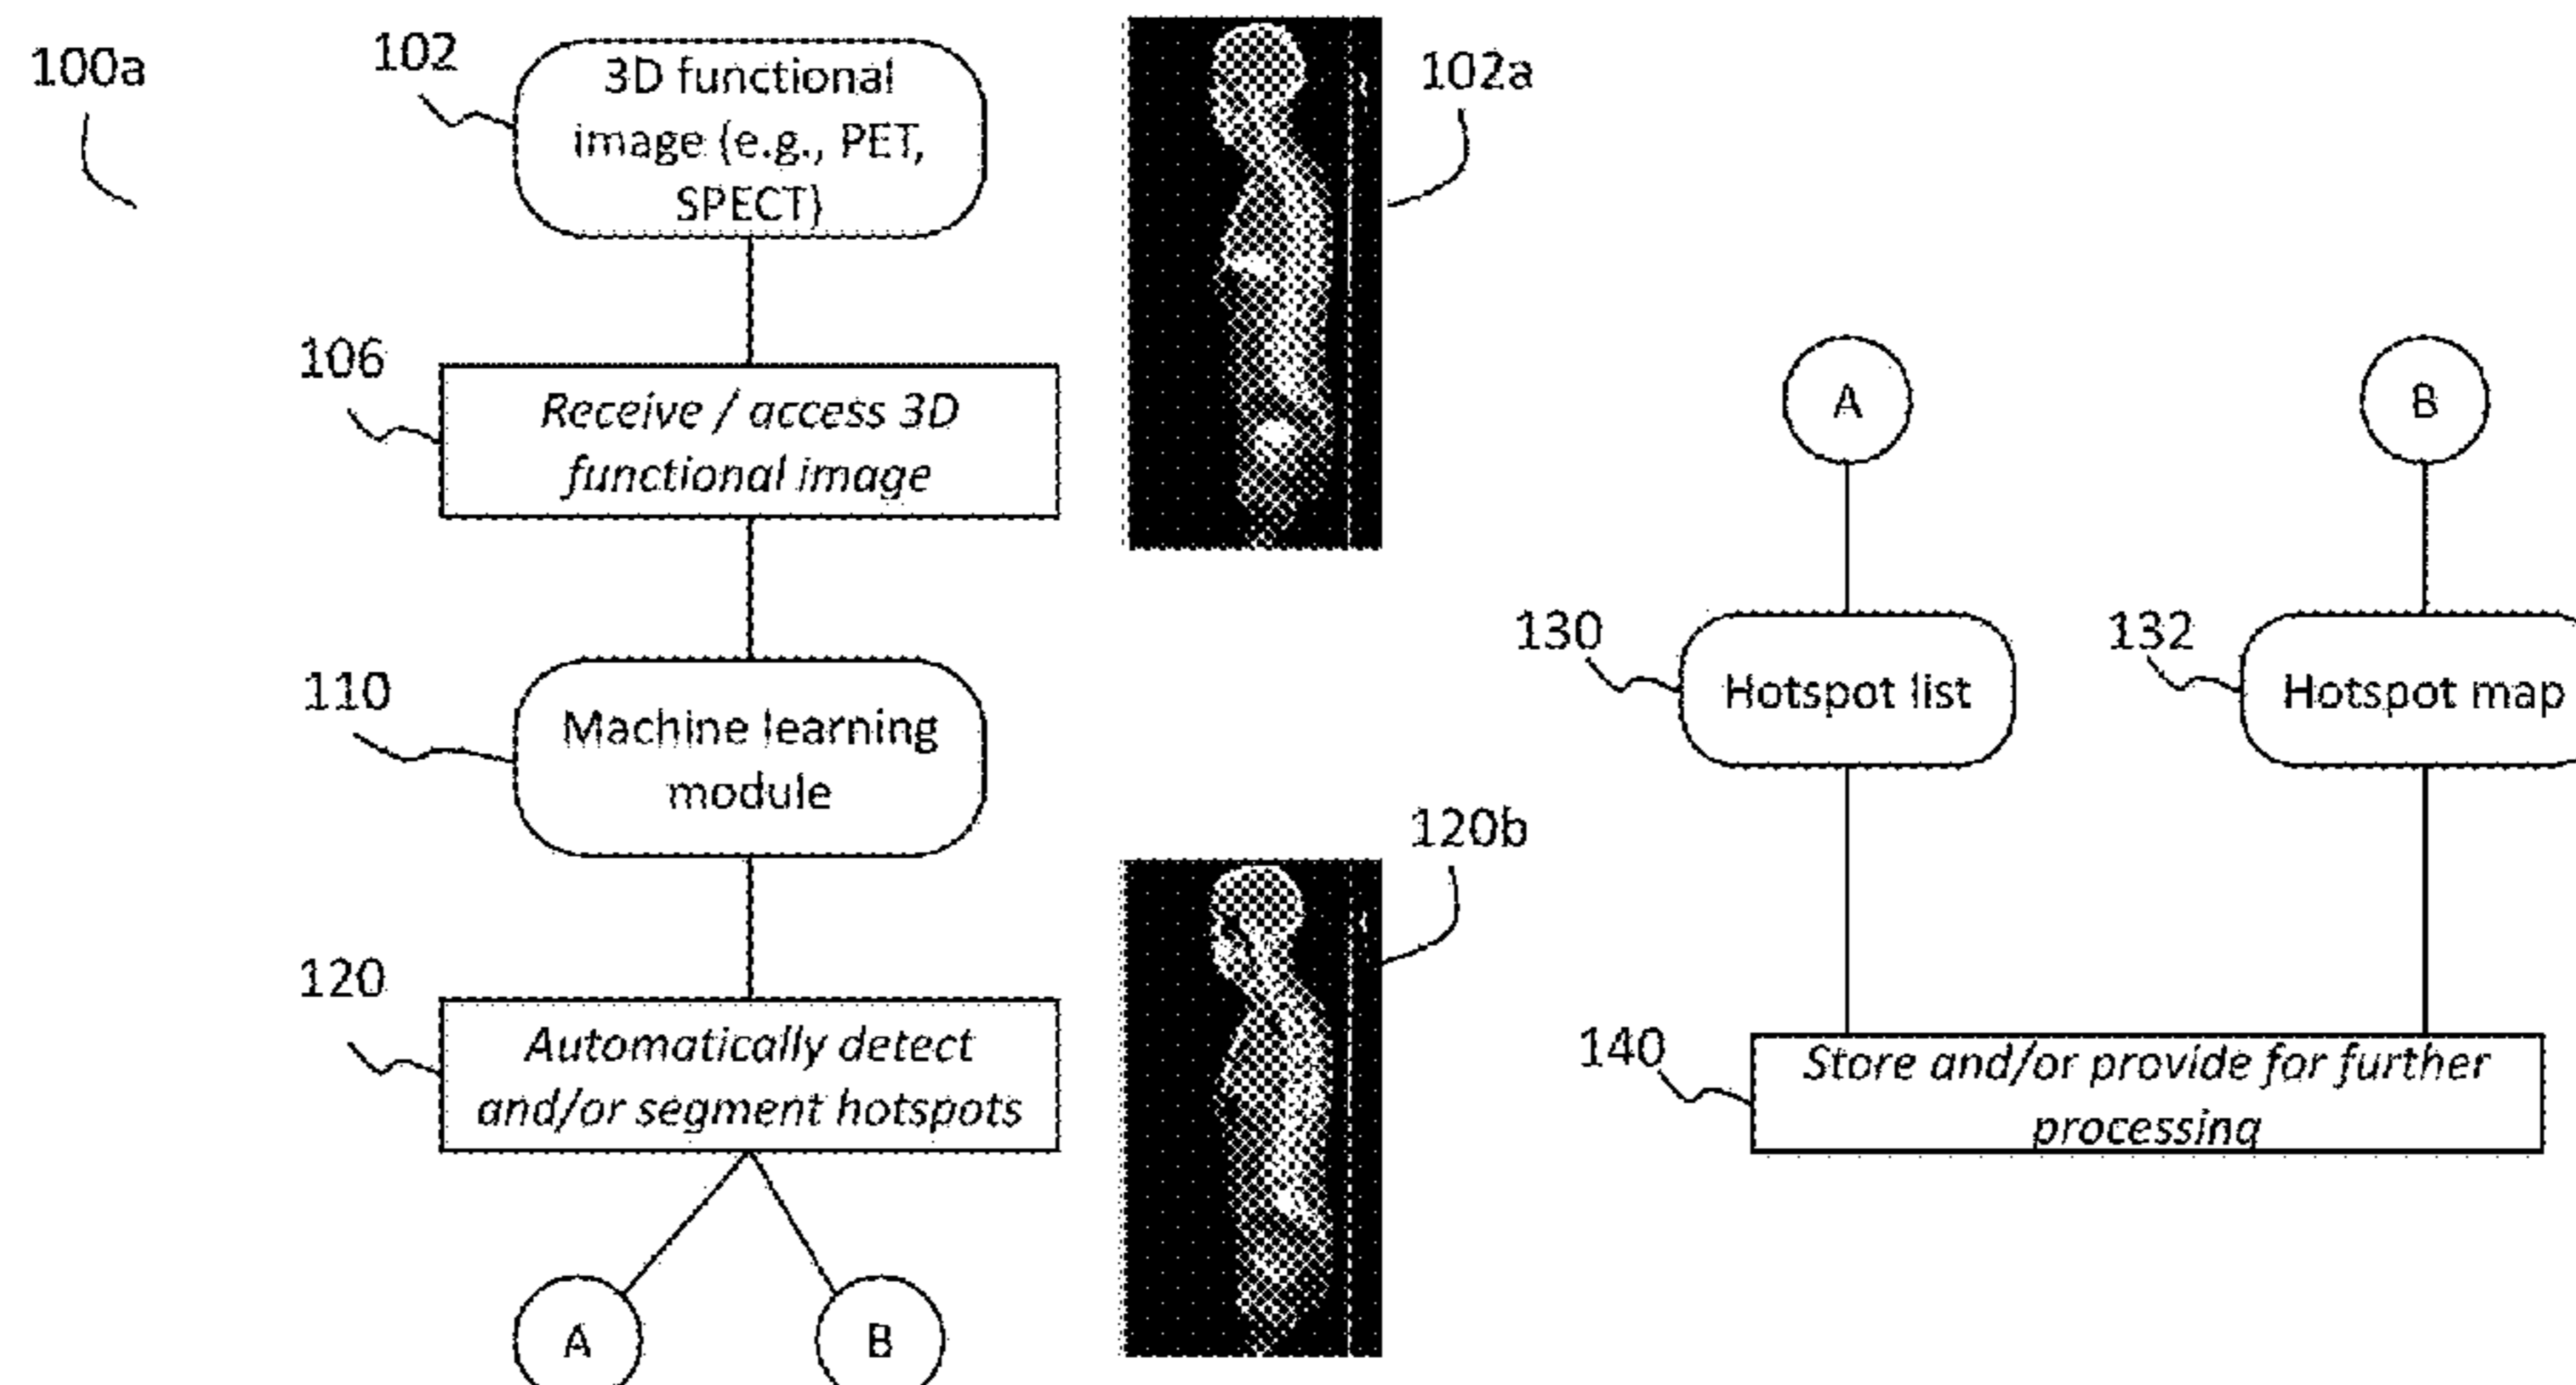 100a
102
3D functional
image (e.g., PET,
SPECT)
102a
106
Receive / access 3D
functional image
110
Machine learning
module
120b
120
Automatically detect
and/or segment hotspots
A
B
A
B
130
Hotspot list
132
Hotspot map
140
Store and/or provide for further
processing